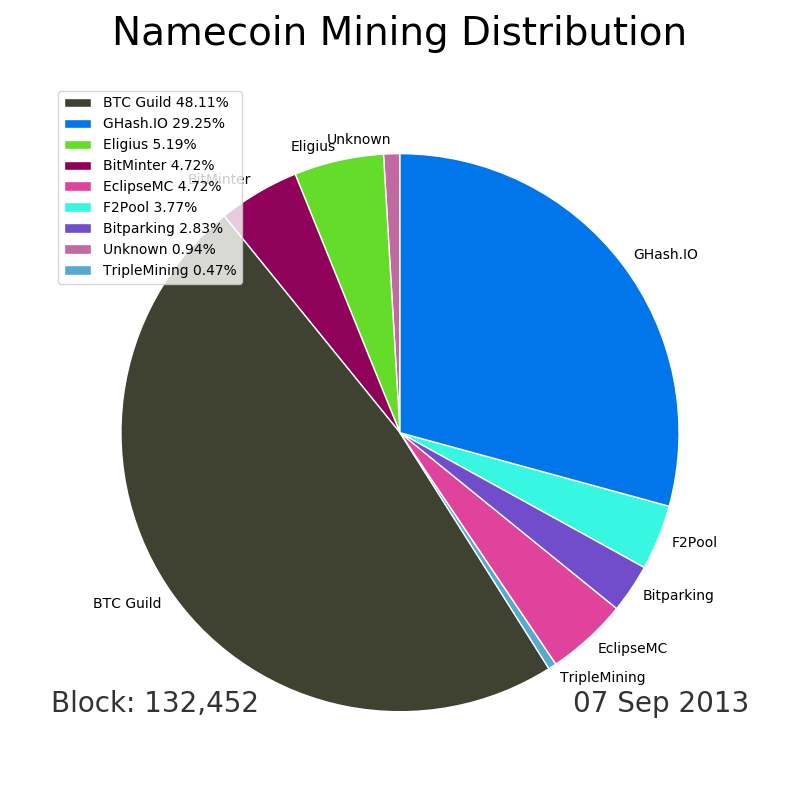 Namecoin Mining Distribution
BTC Guild 48.11%
GHash.IO 29.25%
Eligius 5.19%
BitMinter 4.72%
EclipseMC 4.72%
F2Pool 3.77%
Bitparking 2.83%
Unknown 0.94%
TripleMining 0.47%
Unknown
Eligius
BitMinter
GHash.IO
F2Pool
Bitparking
BTC Guild
EclipseMC
TripleMining
Block: 132,452
07 Sep 2013